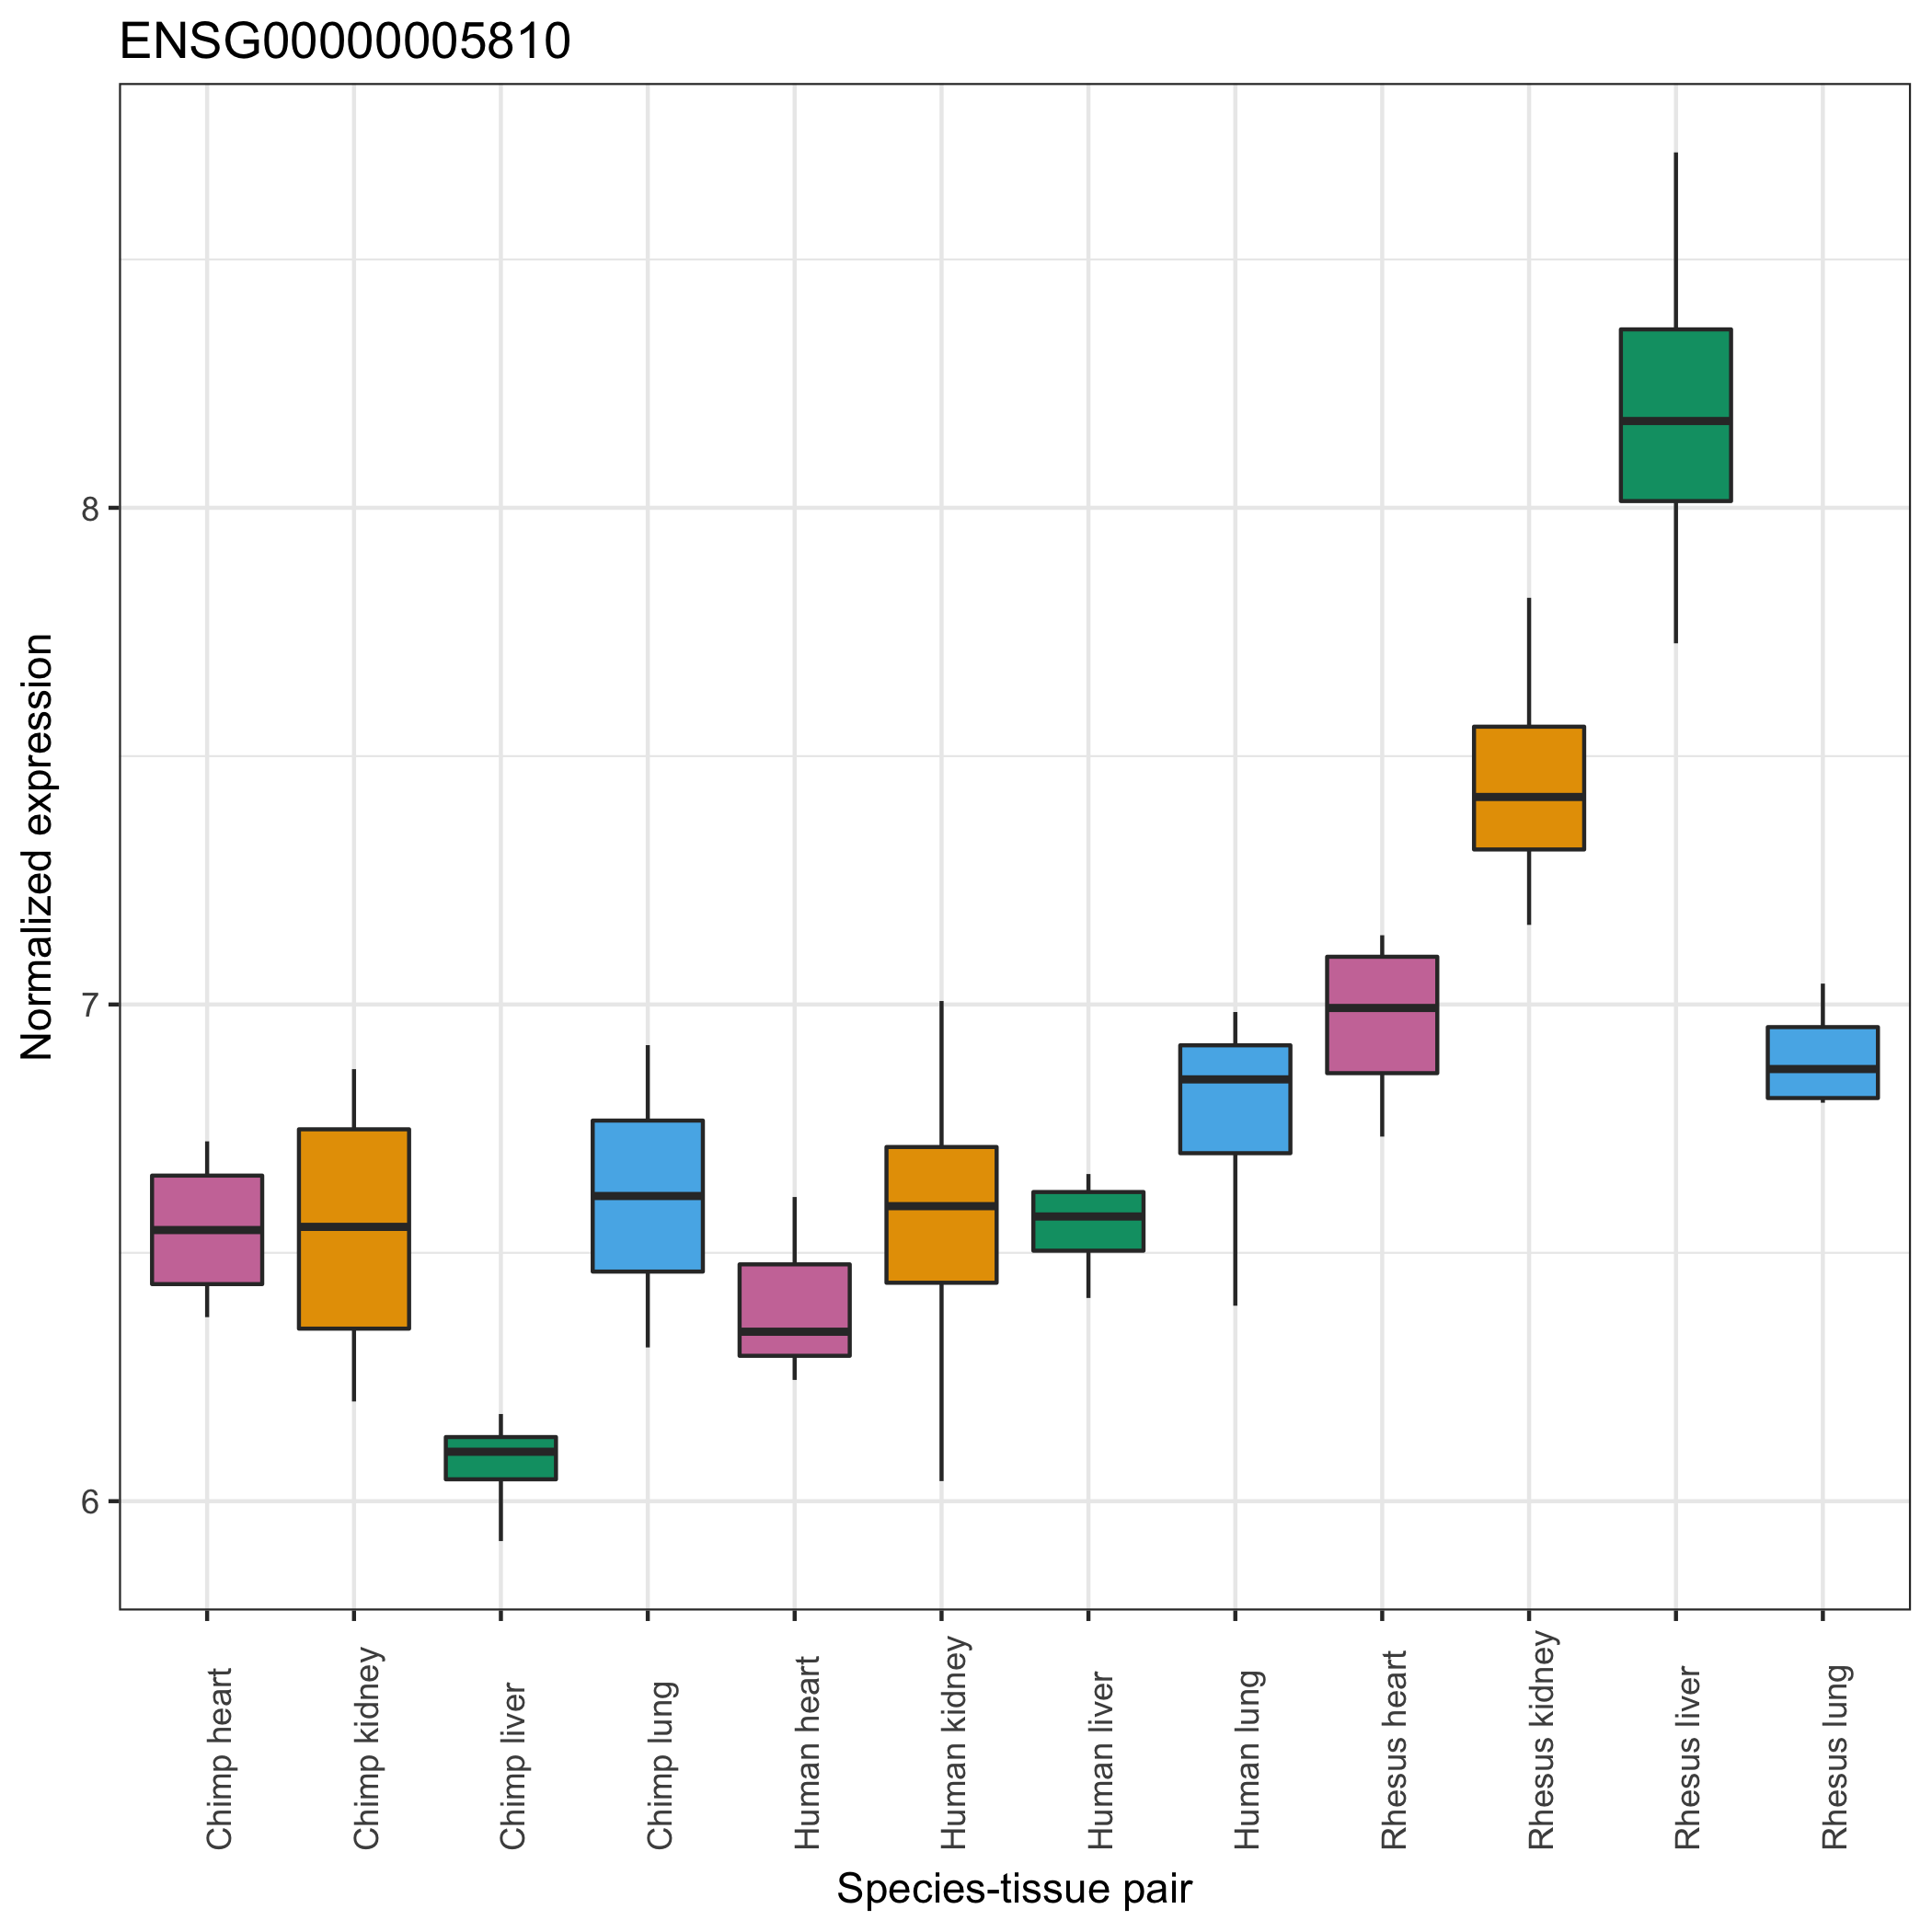 ENSG00000005810
Normalized expression
8
7
6
Chimp heart
Chimp kidney
Chimp liver
Chimp lung
Human heart
Human kidney
Human liver
Human lung
Rhesus heart
Rhesus kidney
Rhesus liver
Rhesus lung
Species-tissue pair